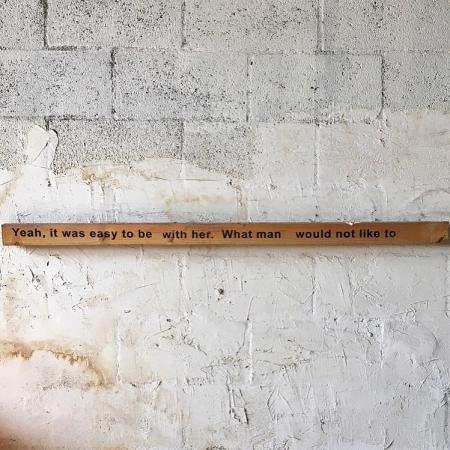 Yeah, it was easy to be with her. What man would not like to